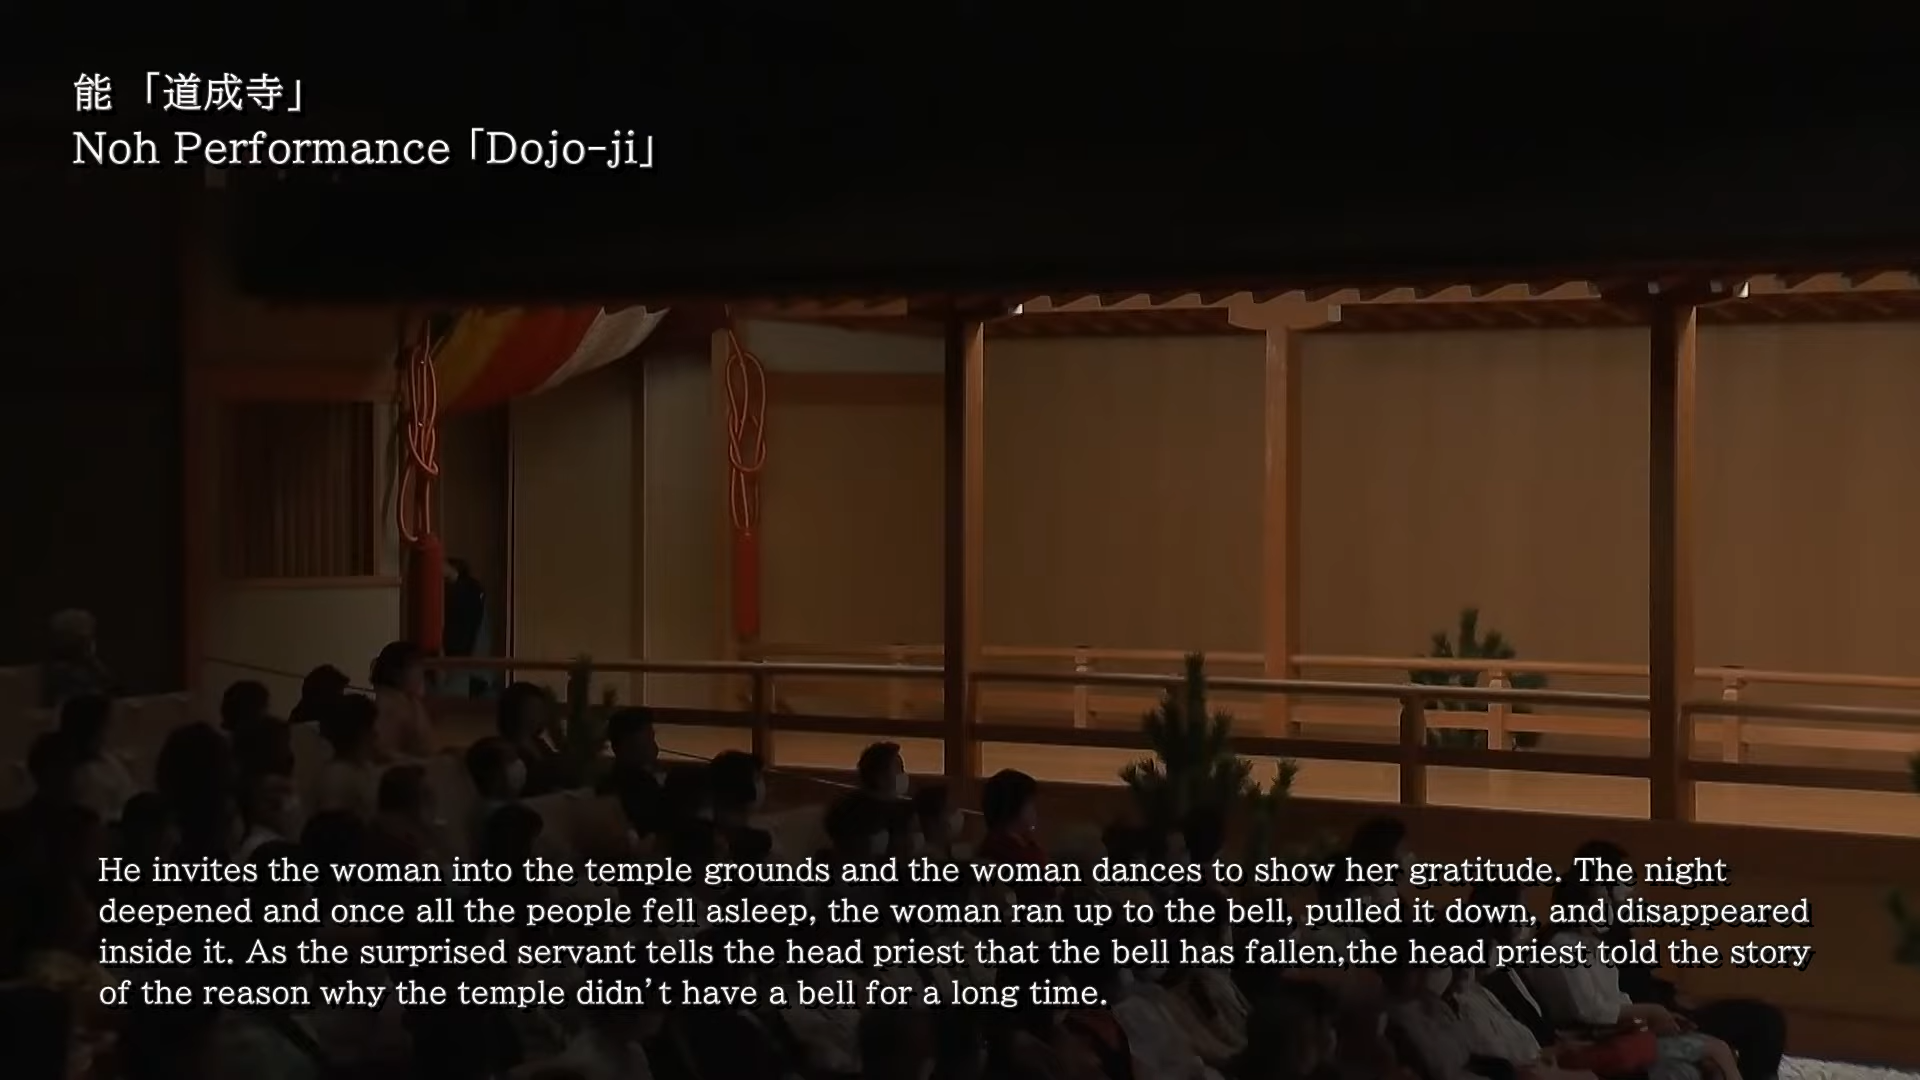 能 「道成寺」
Noh Performance 「Dojo-ji」
He invites the woman into the temple grounds and the woman dances to show her gratitude. The night
deepened and once all the people fell asleep, the woman ran up to the bell, pulled it down, and disappeared
inside it. As the surprised servant tells the head priest that the bell has fallen,the head priest told the story
of the reason why the temple didn’t have a bell for a long time.